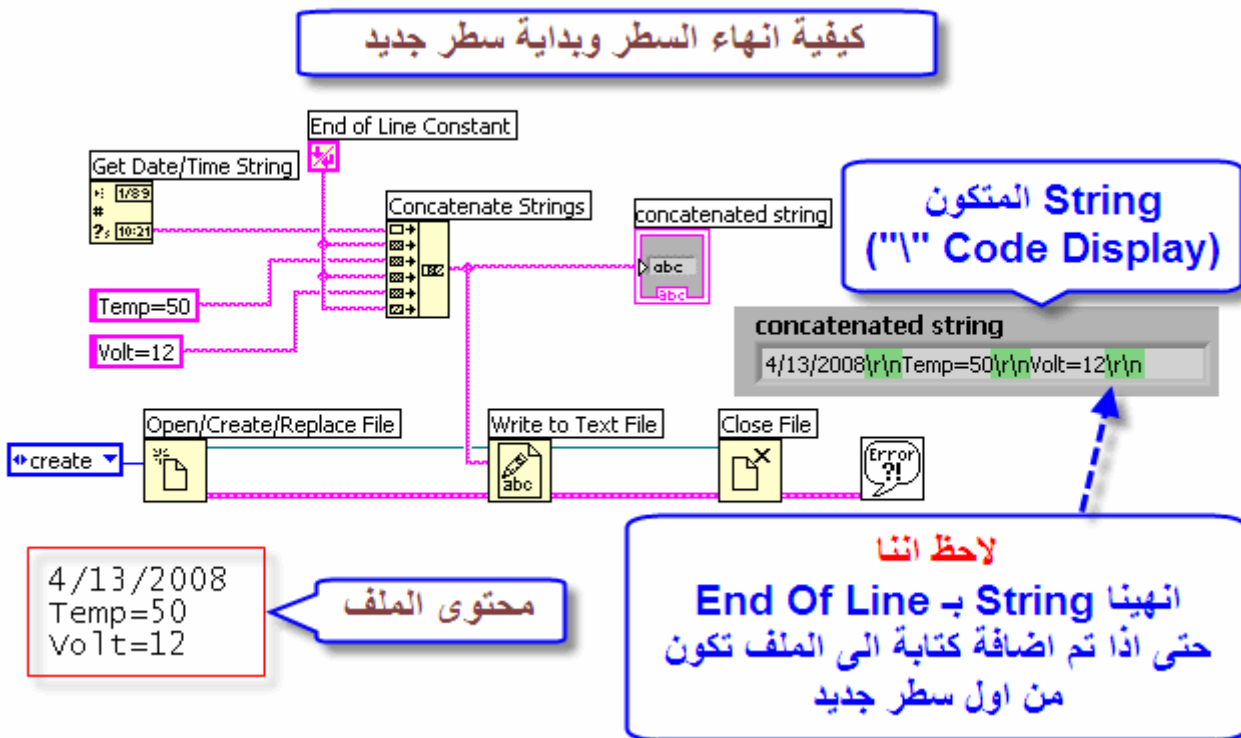 كيفية انهاء السطر وبداية سطر جديد
End of Line Constant
Get Date/Time String
1/89
#
?s 10:21
Concatenate Strings
concatenated string
abc
abc
Temp=50
Volt=12
String المتكون
("\" Code Display)
concatenated string
4/13/2008\r\nTemp=50\r\nVolt=12\r\n
Open/Create/Replace File
Write to Text File
Close File
create
abc
Error
?!
لاحظ اننا
انهينا String بـ End Of Line
حتى اذا تم اضافة كتابة الى الملف تكون
من اول سطر جديد
4/13/2008
Temp=50
Volt=12
محتوى الملف